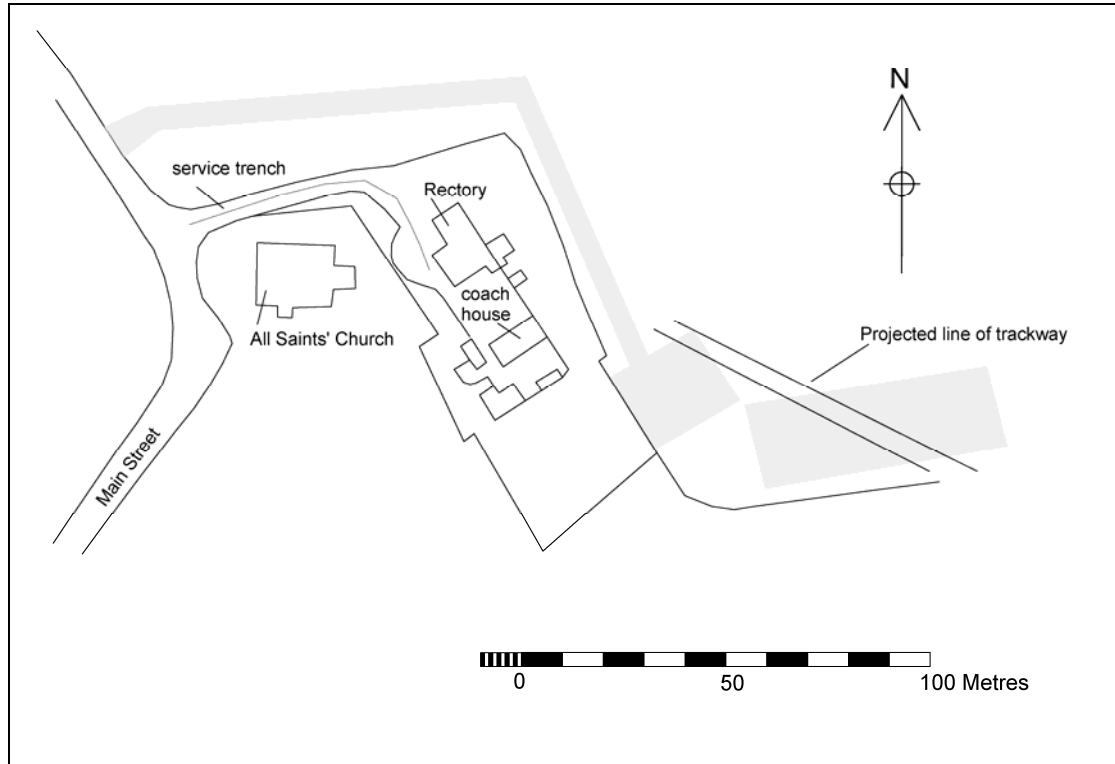 N
service trench
Rectory
coach
house
All Saints' Church
Projected line of trackway
Main Street
0 50 100 Metres